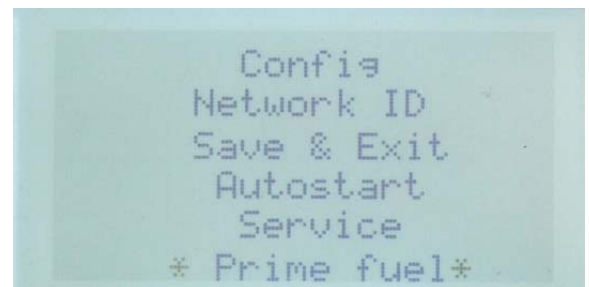 Config
Network ID
Save & Exit
Autostart
Service
* Prime fuel*